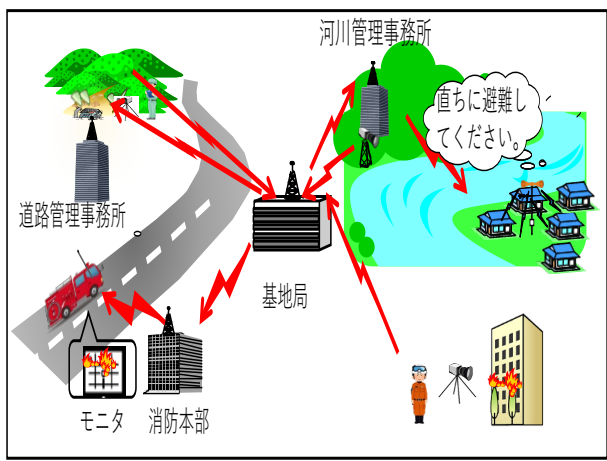 河川管理事務所
直ちに避難し
てください。
道路管理事務所
基地局
モニタ
消防本部